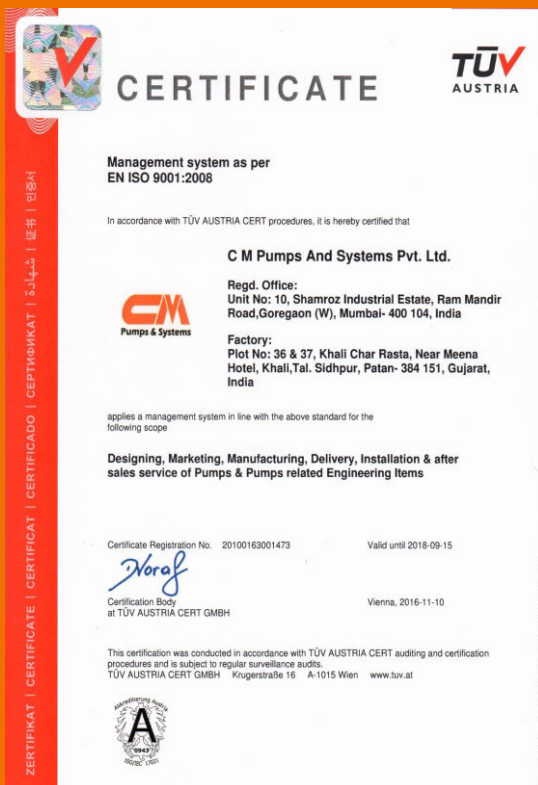 CERTIFICATE
TÜV
AUSTRIA
Management system as per
EN ISO 9001:2008
In accordance with TÜV AUSTRIA CERT procedures, it is hereby certified that
C M Pumps And Systems Pvt. Ltd.
CM
Pumps & Systems
Regd. Office:
Unit No: 10, Shamroz Industrial Estate, Ram Mandir
Road,Goregaon (W), Mumbai- 400 104, India
Factory:
Plot No: 36 & 37, Khali Char Rasta, Near Meena
Hotel, Khali,Tal. Sidhpur, Patan- 384 151, Gujarat,
India
applies a management system in line with the above standard for the
following scope
Designing, Marketing, Manufacturing, Delivery, Installation & after
sales service of Pumps & Pumps related Engineering Items
Certificate Registration No. 20100163001473
Valid until 2018-09-15
Certification Body
at TÜV AUSTRIA CERT GMBH
Vienna, 2016-11-10
This certification was conducted in accordance with TÜV AUSTRIA CERT auditing and certification
procedures and is subject to regular surveillance audits.
TÜV AUSTRIA CERT GMBH Krugerstraße 16 A-1015 Wien www.tuv.at
Akkreditierung Austria
A
0943
ISO/IEC 17021
ZERTIFIKAT | CERTIFICATE | CERTIFICAT | CERTIFICADO | СЕРТИФИКАТ | شهادة | 证书 | 인증서